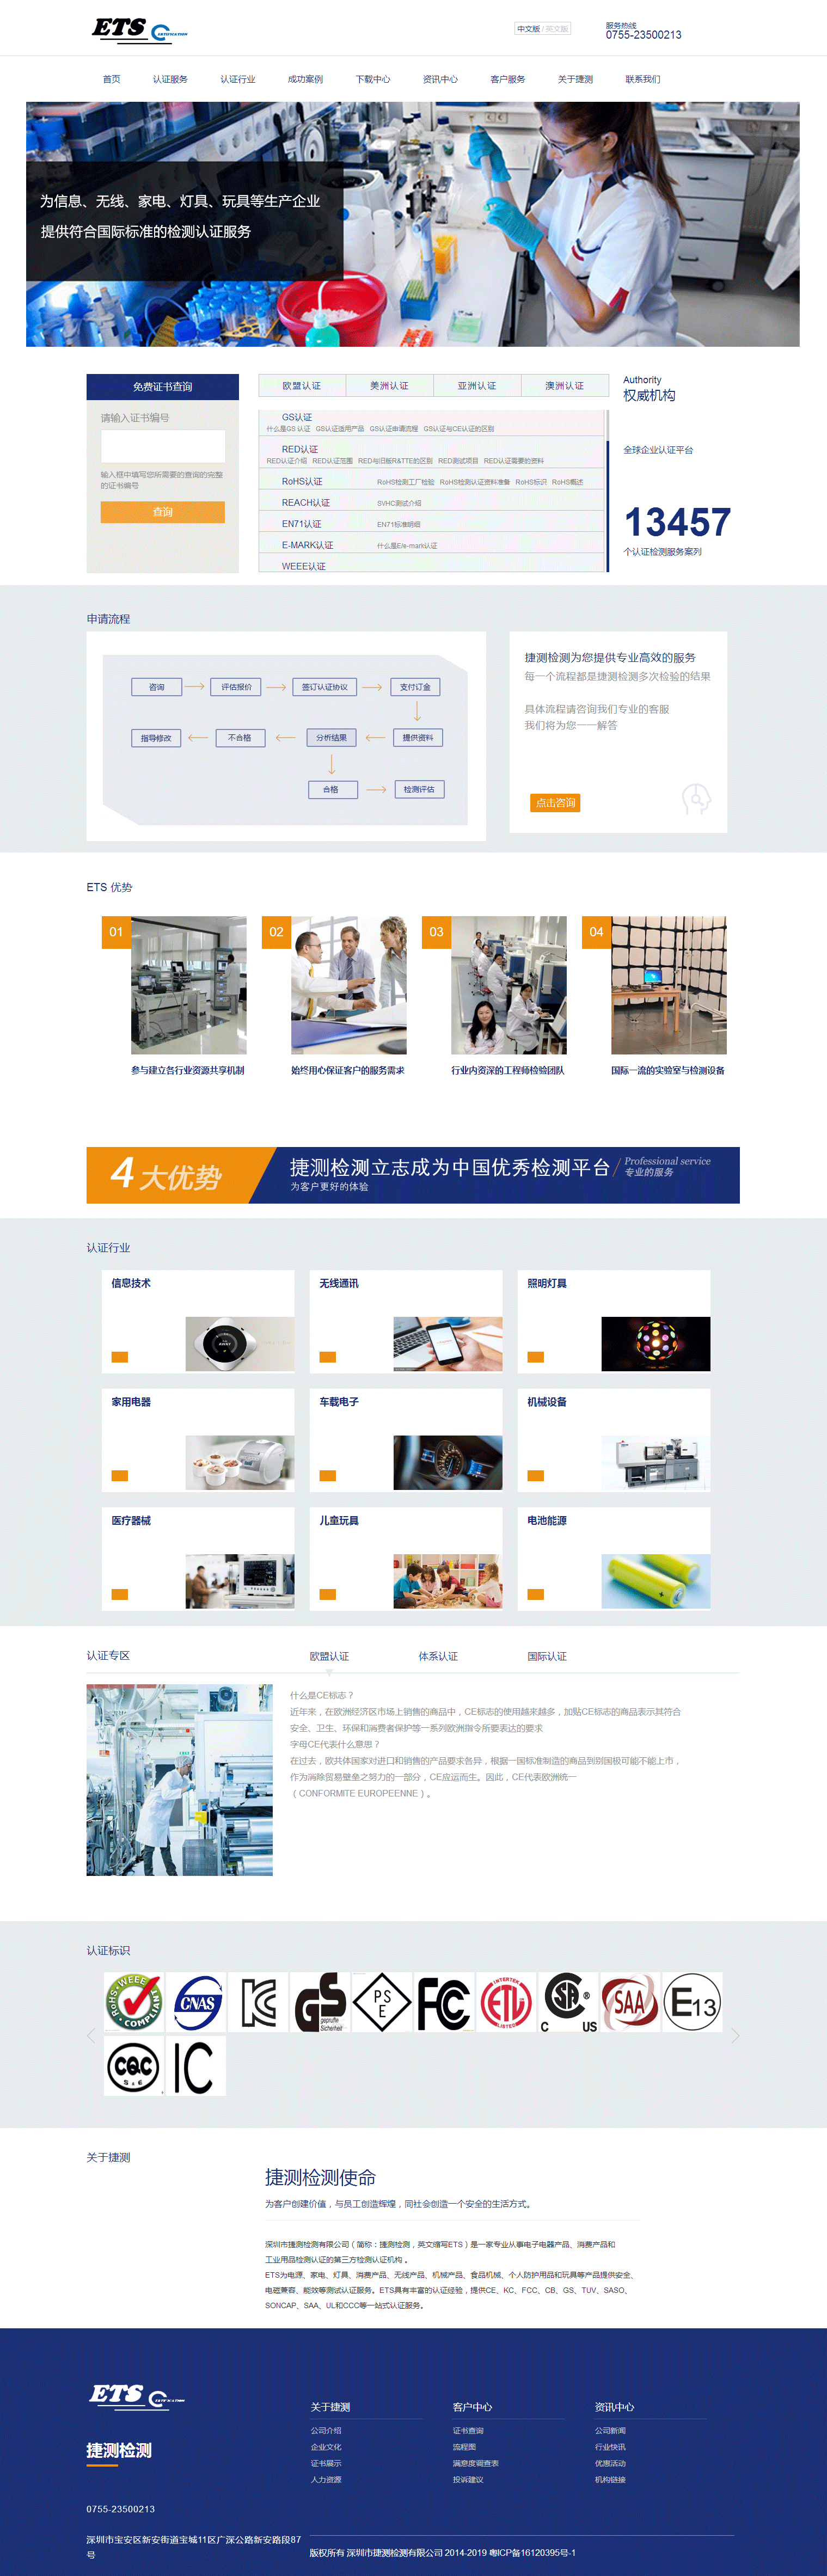 ETS
CERTIFICATION
中文版 / 英文版
服务热线
0755-23500213
首页 认证服务 认证行业 成功案例 下载中心 资讯中心 客户服务 关于捷测 联系我们
为信息、无线、家电、灯具、玩具等生产企业
提供符合国际标准的检测认证服务
免费证书查询
请输入证书编号
输入框中填写您所需要的查询的完整
的证书编号
查询
欧盟认证 美洲认证 亚洲认证 澳洲认证
GS认证
什么是GS 认证 GS认证适用产品 GS认证申请流程 GS认证与CE认证的区别
RED认证
RED认证介绍 RED认证范围 RED与旧版R&TTE的区别 RED测试项目 RED认证需要的资料
RoHS认证 RoHS检测工厂检验 RoHS检测认证资料准备 RoHS标识 RoHS概述
REACH认证 SVHC测试介绍
EN71认证 EN71标准明细
E-MARK认证 什么是E/e-mark认证
WEEE认证
Authority
权威机构
全球企业认证平台
13457
个认证检测服务案列
申请流程
咨询 评估报价 签订认证协议 支付订金
指导修改 不合格 分析结果 提供资料
合格 检测评估
捷测检测为您提供专业高效的服务
每一个流程都是捷测检测多次检验的结果
具体流程请咨询我们专业的客服
我们将为您一一解答
点击咨询
ETS 优势
01 02 03 04
参与建立各行业资源共享机制 始终用心保证客户的服务需求 行业内资深的工程师检验团队 国际一流的实验室与检测设备
4 大优势
捷测检测立志成为中国优秀检测平台
为客户更好的体验
Professional service
专业的服务
认证行业
信息技术 无线通讯 照明灯具
家用电器 车载电子 机械设备
医疗器械 儿童玩具 电池能源
认证专区 欧盟认证 体系认证 国际认证
什么是CE标志？
近年来，在欧洲经济区市场上销售的商品中，CE标志的使用越来越多，加贴CE标志的商品表示其符合
安全、卫生、环保和消费者保护等一系列欧洲指令所要表达的要求
字母CE代表什么意思？
在过去，欧共体国家对进口和销售的产品要求各异，根据一国标准制造的商品到别国极可能不能上市，
作为消除贸易壁垒之努力的一部分，CE应运而生。因此，CE代表欧洲统一
（CONFORMITE EUROPEENNE）。
认证标识
RoHS-WEEE COMPLIANT
CNAS
KC
GS geprüfte Sicherheit
PSE
FC
INTERTEK ETL LISTED
CSA ® C US
SAA
E13
CQC S&E
IC
关于捷测
捷测检测使命
为客户创建价值，与员工创造辉煌，同社会创造一个安全的生活方式。
深圳市捷测检测有限公司（简称：捷测检测，英文缩写ETS）是一家专业从事电子电器产品、消费产品和
工业用品检测认证的第三方检测认证机构 。
ETS为电源、家电、灯具、消费产品、无线产品、机械产品、食品机械、个人防护用品和玩具等产品提供安全、
电磁兼容、能效等测试认证服务。ETS具有丰富的认证经验，提供CE、KC、FCC、CB、GS、TUV、SASO、
SONCAP、SAA、UL和CCC等一站式认证服务。
ETS
CERTIFICATION
捷测检测
0755-23500213
深圳市宝安区新安街道宝城11区广深公路新安路段87
号
关于捷测
公司介绍
企业文化
证书展示
人力资源
客户中心
证书查询
流程图
满意度调查表
投诉建议
资讯中心
公司新闻
行业快讯
优惠活动
机构链接
版权所有 深圳市捷测检测有限公司 2014-2019 粤ICP备16120395号-1